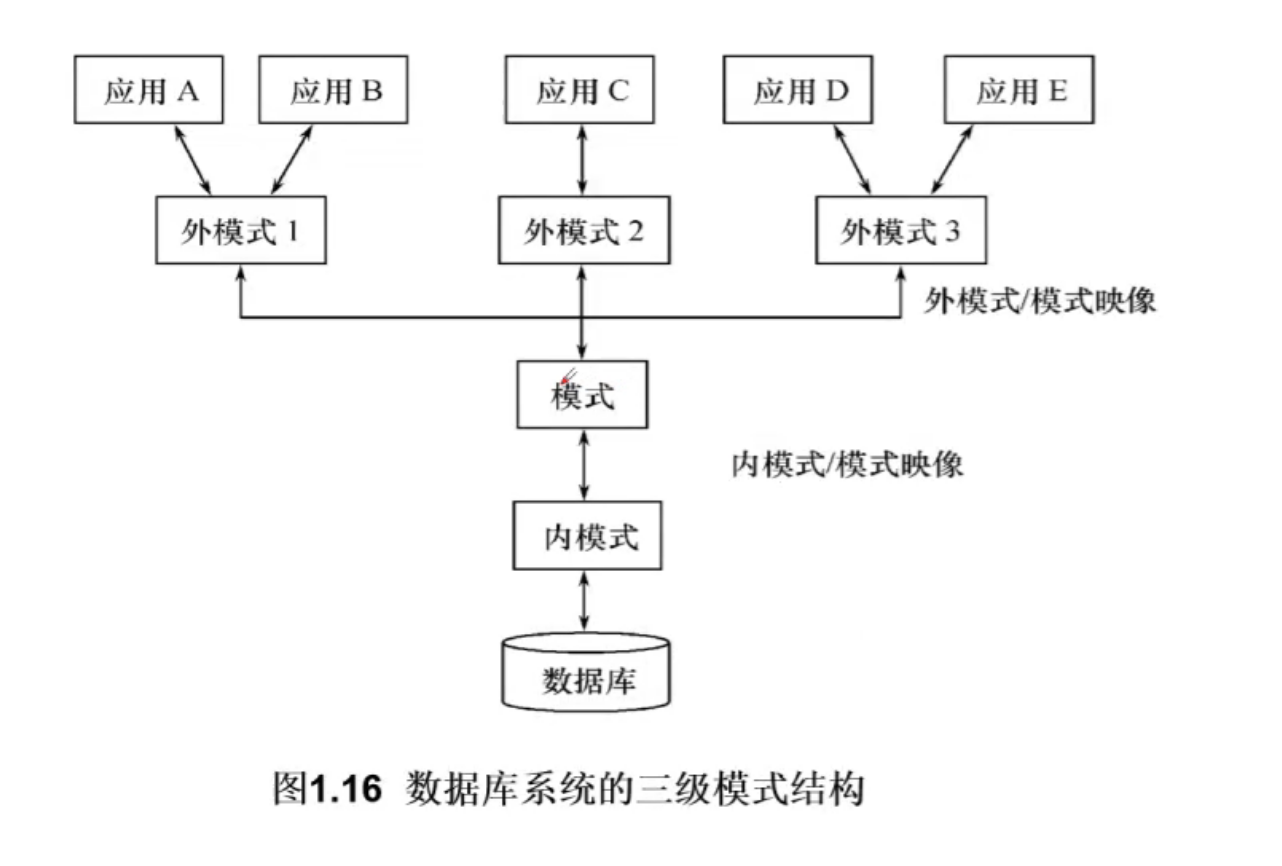 应用 A 应用 B 应用 C 应用 D 应用 E
外模式 1 外模式 2 外模式 3
外模式/模式映像
模式
内模式/模式映像
内模式
数据库
图1.16 数据库系统的三级模式结构